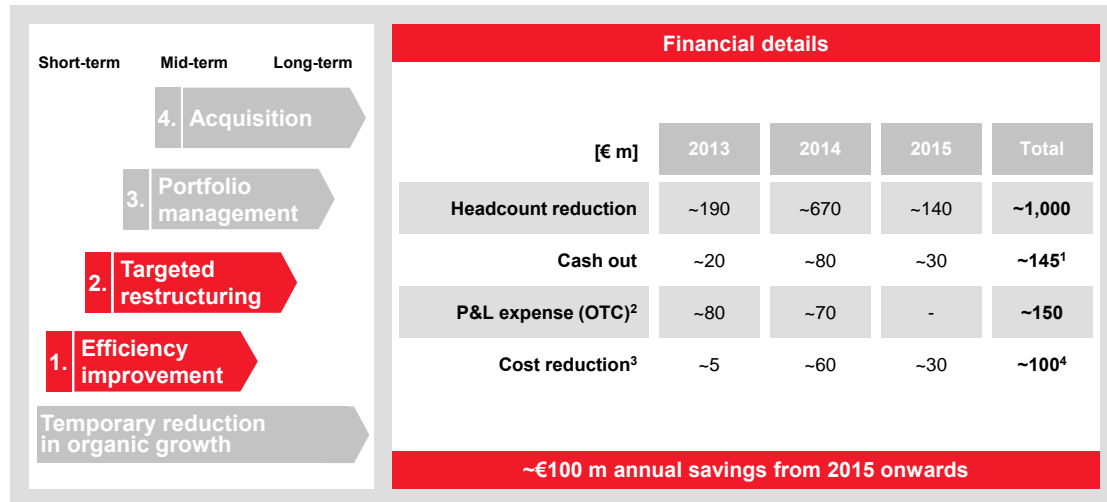 Short-term Mid-term Long-term
4. Acquisition
3. Portfolio
management
2. Targeted
restructuring
1. Efficiency
improvement
Temporary reduction
in organic growth
Financial details
[€ m] 2013 2014 2015 Total
Headcount reduction ~190 ~670 ~140 ~1,000
Cash out ~20 ~80 ~30 ~145¹
P&L expense (OTC)² ~80 ~70 - ~150
Cost reduction³ ~5 ~60 ~30 ~100⁴
~€100 m annual savings from 2015 onwards